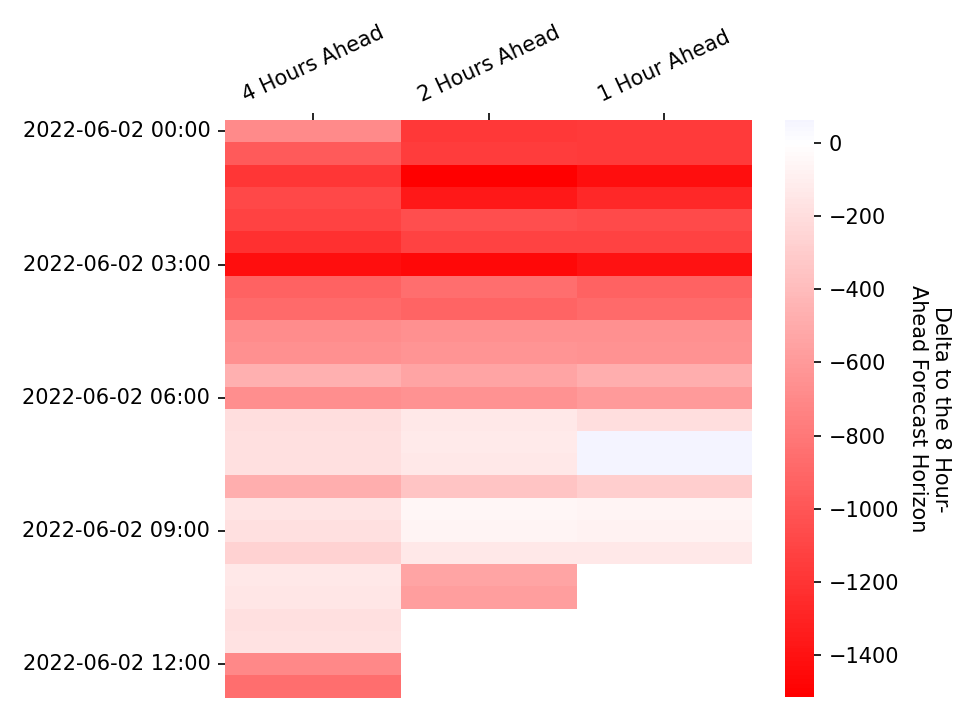 4 Hours Ahead
2 Hours Ahead
1 Hour Ahead
2022-06-02 00:00
2022-06-02 03:00
2022-06-02 06:00
2022-06-02 09:00
2022-06-02 12:00
0
−200
−400
−600
−800
−1000
−1200
−1400
Delta to the 8 Hour-
Ahead Forecast Horizon